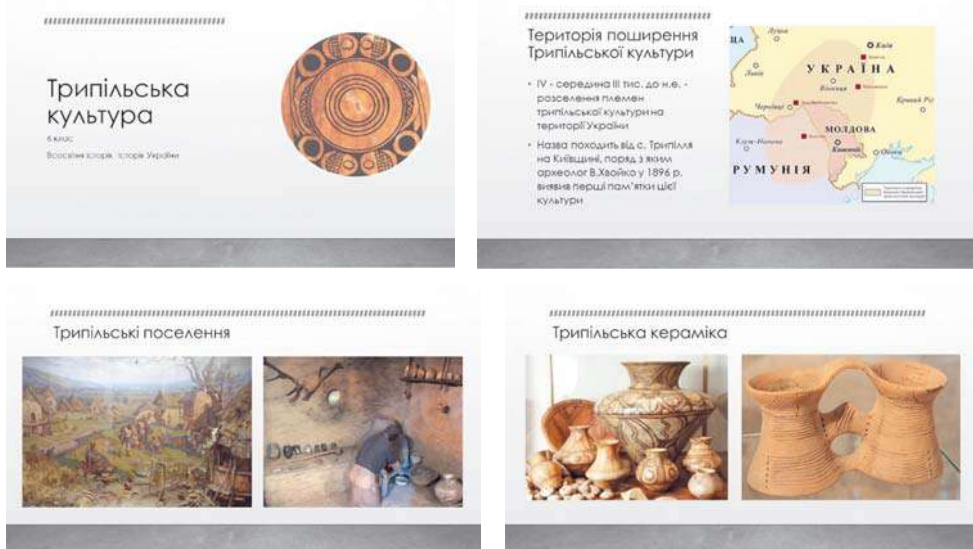 Трипільська
культура
6 клас
Всесвітня історія. Історія України
Територія поширення
Трипільської культури
• IV - середина III тис. до н.е. -
розселення племен
трипільської культури на
території України
• Назва походить від с. Трипілля
на Київщині, поряд з яким
археолог В.Хвойко у 1896 р.
виявив перші пам'ятки цієї
культури
Київ
УКРАЇНА
Львів
Вінниця
Чернівці
Кривий Ріг
МОЛДОВА
Кишинів
Одеса
РУМУНІЯ
Трипільські поселення
Трипільська кераміка